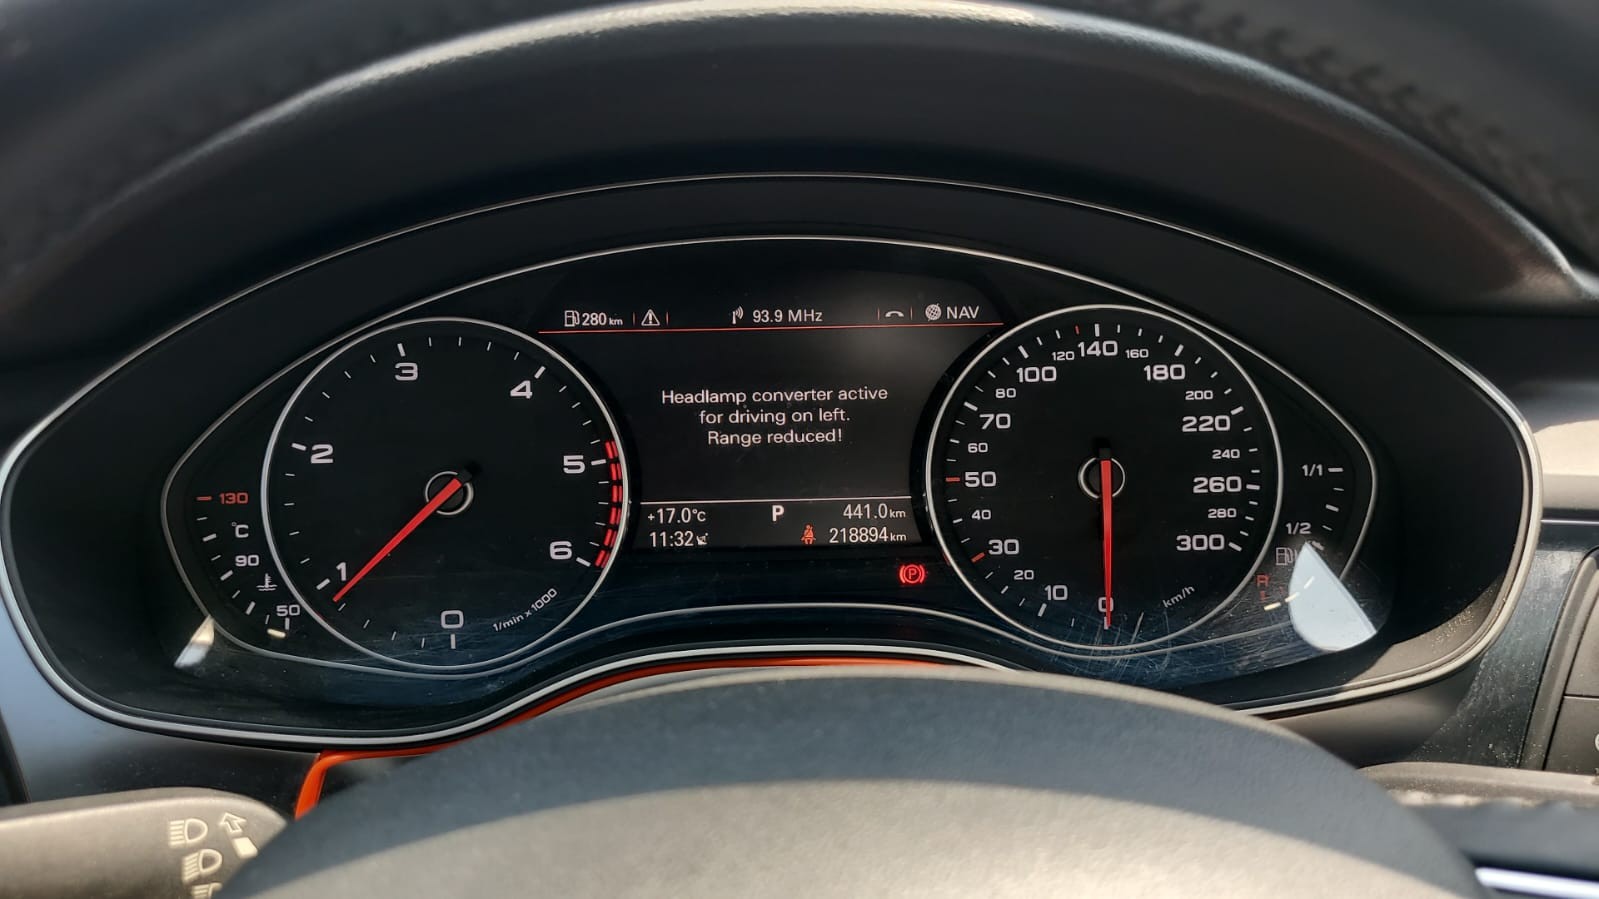 280 km
93.9 MHz
NAV
Headlamp converter active
for driving on left.
Range reduced!
+17.0°C
P
441.0 km
11:32
218894 km
(P)
0
1
2
3
4
5
6
1/min x 1000
130
°C
90
50
0
10
20
30
40
50
60
70
80
100
120
140
160
180
200
220
240
260
280
300
km/h
1/1
1/2
R